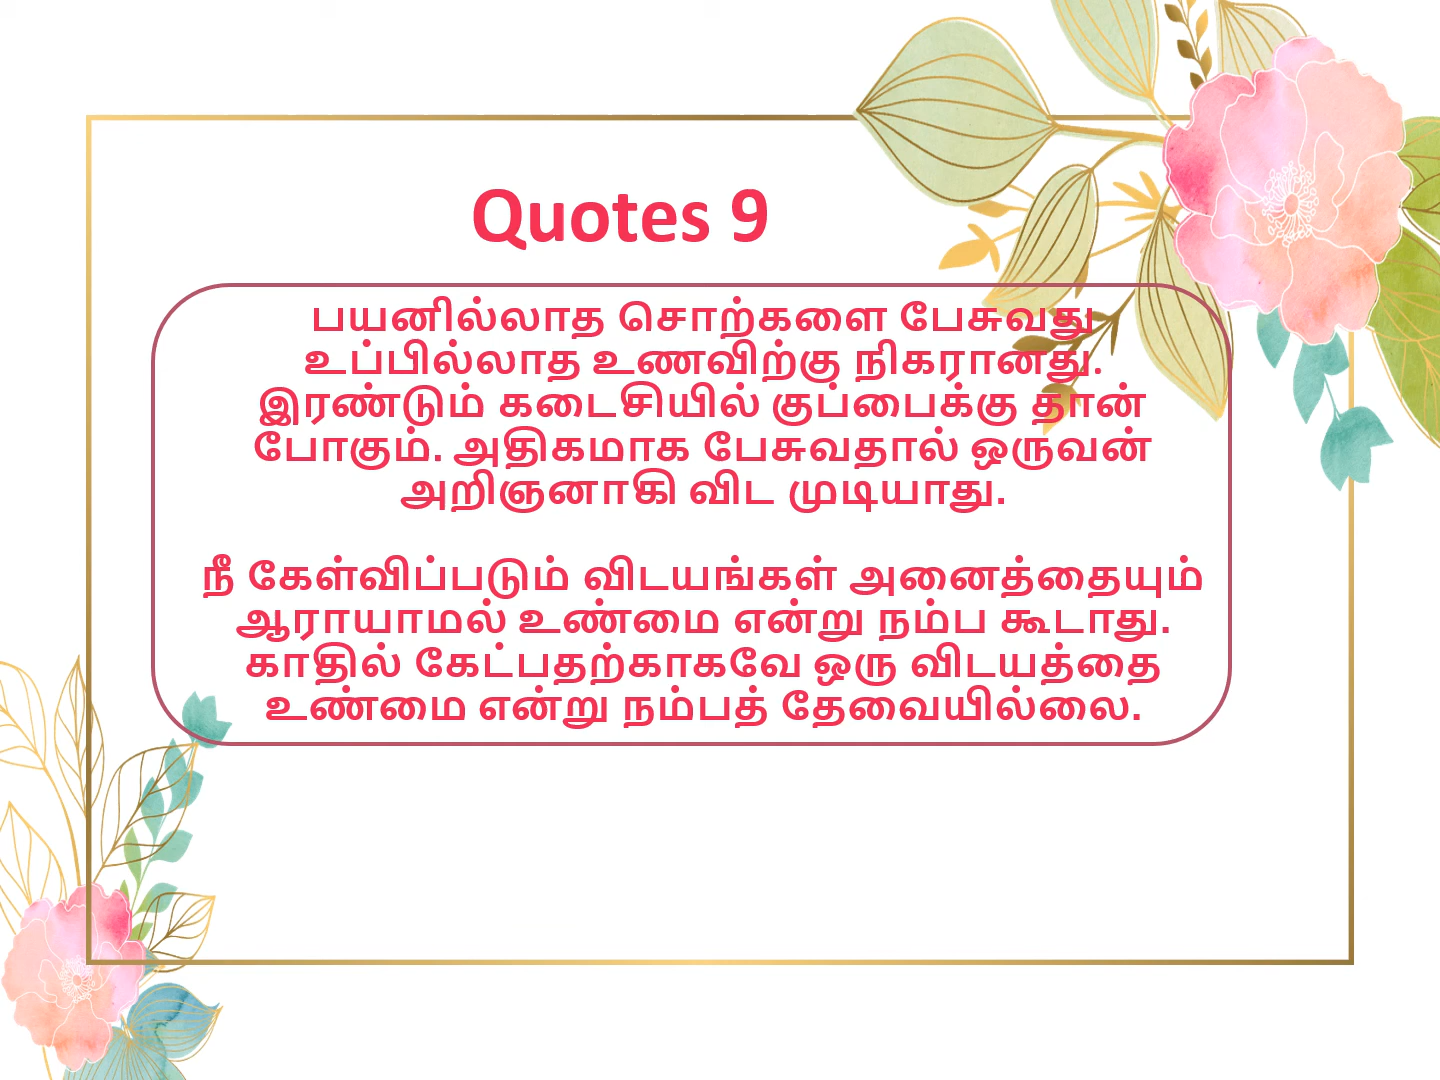 Quotes 9
பயனில்லாத சொற்களை பேசுவது
உப்பில்லாத உணவிற்கு நிகரானது.
இரண்டும் கடைசியில் குப்பைக்கு தான்
போகும். அதிகமாக பேசுவதால் ஒருவன்
அறிஞனாகி விட முடியாது.
நீ கேள்விப்படும் விடயங்கள் அனைத்தையும்
ஆராயாமல் உண்மை என்று நம்ப கூடாது.
காதில் கேட்பதற்காகவே ஒரு விடயத்தை
உண்மை என்று நம்பத் தேவையில்லை.